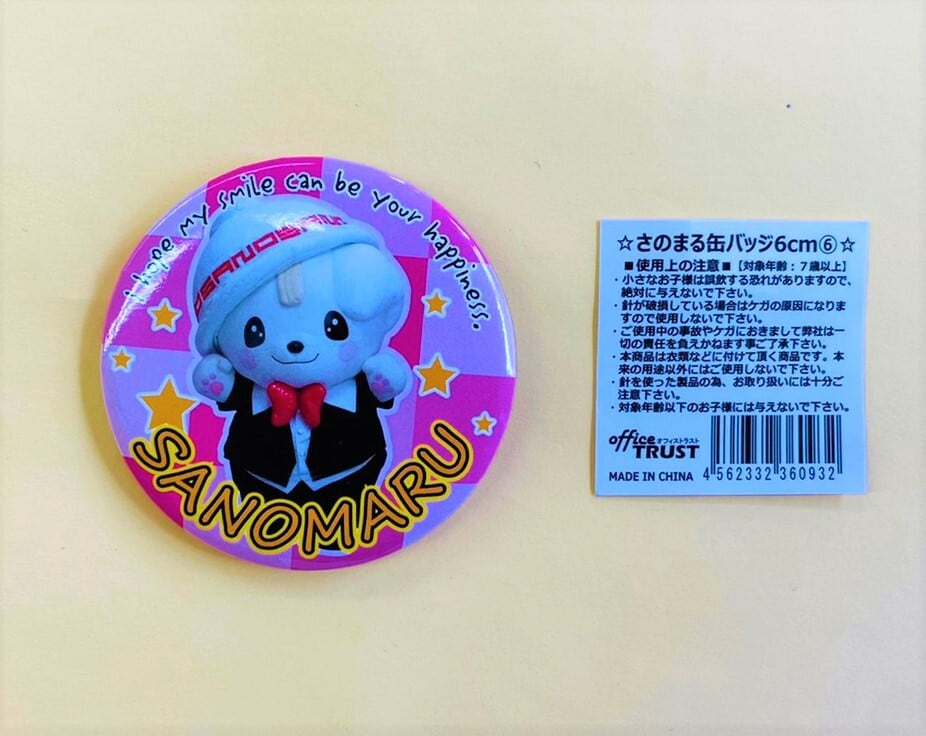 I hope my smile can be your happiness.
SANOMARU
☆さのまる缶バッジ6cm⑥☆
■使用上の注意■【対象年齢：7歳以上】
・小さなお子様は誤飲する恐れがありますので、
絶対に与えないで下さい。
・針が破損している場合はケガの原因になりま
すので使用しないで下さい。
・ご使用中の事故やケガにおきまして弊社は一
切の責任を負えかねます事ご了承下さい。
・本商品は衣類などに付けて頂く商品です。本
来の用途以外にはご使用しないで下さい。
・針を使った製品の為、お取り扱いには十分ご
注意下さい。
・対象年齢以下のお子様には与えないで下さい。
office オフィストラスト
TRUST
MADE IN CHINA 4 562332 360932